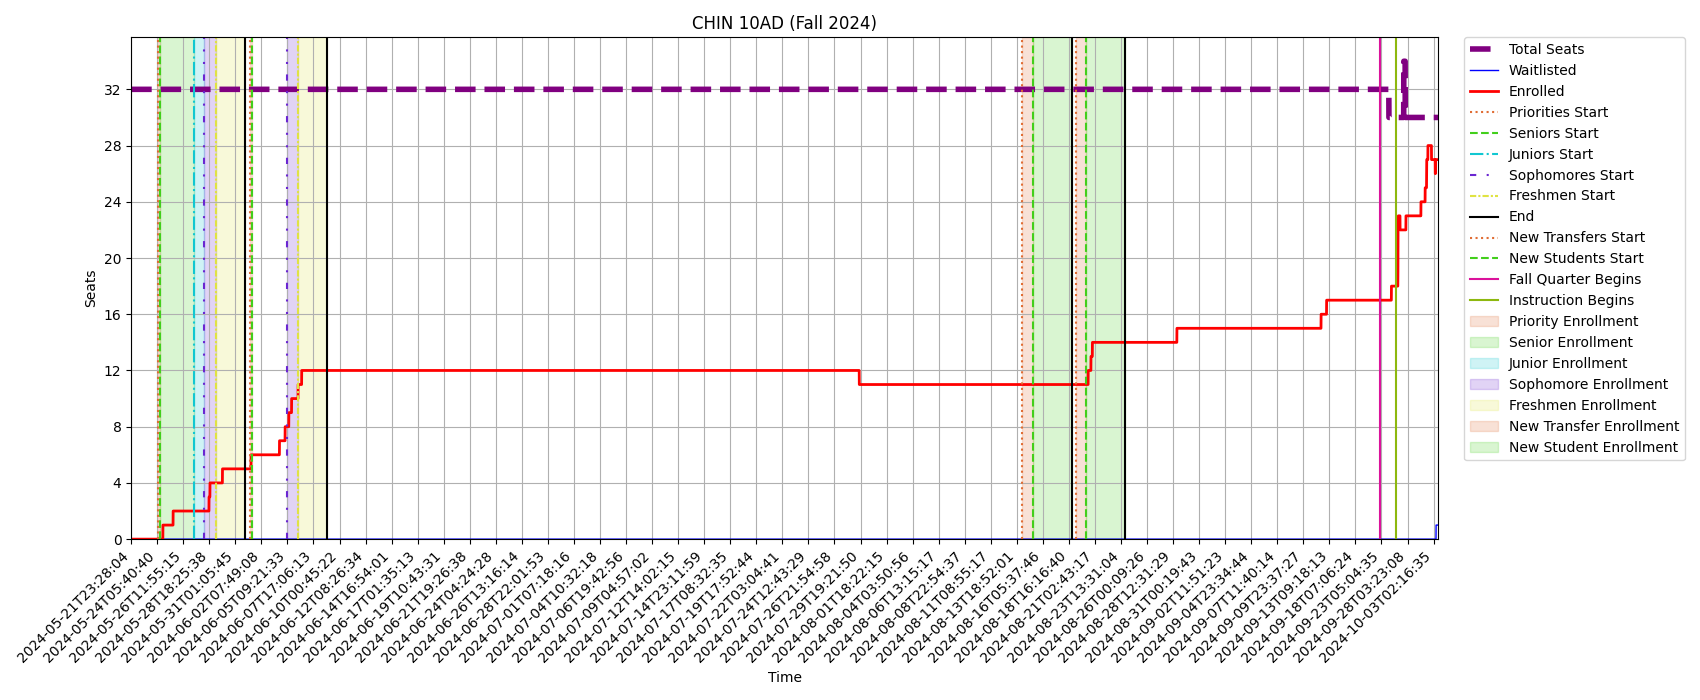 CHIN 10AD (Fall 2024)
Seats
32
28
24
20
16
12
8
4
0
2024-05-21T23:28:04
2024-05-24T05:40:40
2024-05-26T11:55:15
2024-05-28T18:25:38
2024-05-31T01:05:45
2024-06-02T07:49:08
2024-06-05T09:21:33
2024-06-07T17:06:13
2024-06-10T00:45:22
2024-06-12T08:26:34
2024-06-14T16:54:01
2024-06-17T01:35:13
2024-06-19T10:43:31
2024-06-21T19:26:38
2024-06-24T04:24:28
2024-06-26T13:16:14
2024-06-28T22:01:53
2024-07-01T07:18:16
2024-07-04T10:32:18
2024-07-06T19:42:56
2024-07-09T04:57:02
2024-07-12T14:02:15
2024-07-14T23:11:59
2024-07-17T08:32:35
2024-07-19T17:52:44
2024-07-22T03:04:41
2024-07-24T12:43:29
2024-07-26T21:54:58
2024-07-29T19:21:50
2024-08-01T18:22:15
2024-08-04T03:50:56
2024-08-06T13:15:17
2024-08-08T22:54:37
2024-08-11T08:55:17
2024-08-13T18:52:01
2024-08-16T05:37:46
2024-08-18T16:16:40
2024-08-21T02:43:17
2024-08-23T13:31:04
2024-08-26T00:09:26
2024-08-28T12:31:29
2024-08-31T00:19:43
2024-09-02T11:51:23
2024-09-04T23:34:44
2024-09-07T11:40:14
2024-09-09T23:37:27
2024-09-13T09:18:13
2024-09-18T07:06:24
2024-09-23T05:04:35
2024-09-28T03:23:08
2024-10-03T02:16:35
Time
Total Seats
Waitlisted
Enrolled
Priorities Start
Seniors Start
Juniors Start
Sophomores Start
Freshmen Start
End
New Transfers Start
New Students Start
Fall Quarter Begins
Instruction Begins
Priority Enrollment
Senior Enrollment
Junior Enrollment
Sophomore Enrollment
Freshmen Enrollment
New Transfer Enrollment
New Student Enrollment